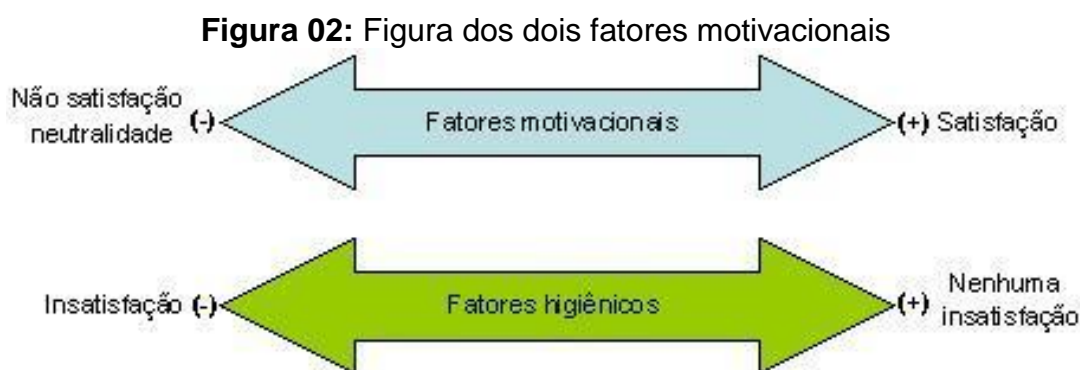 Figura 02: Figura dos dois fatores motivacionais
Não satisfação
neutralidade
(-)
Fatores motivacionais
(+) Satisfação
Insatisfação (-)
Fatores higiênicos
(+)
Nenhuma
insatisfação